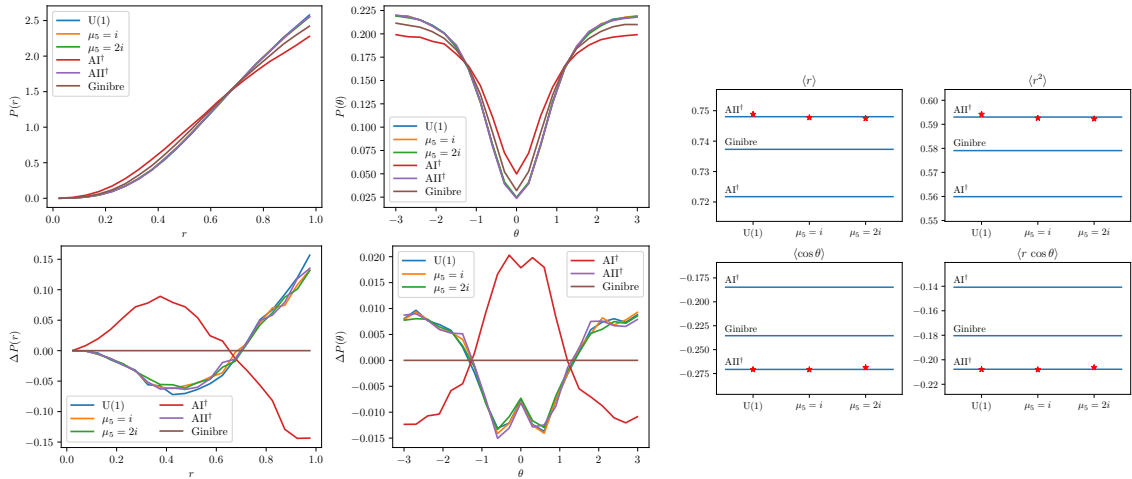 2.5
2.0
1.5
1.0
0.5
0.0
P(r)
U(1)
μ₅ = i
μ₅ = 2i
AI†
AII†
Ginibre
0.0 0.2 0.4 0.6 0.8 1.0
r
0.225
0.200
0.175
0.150
0.125
0.100
0.075
0.050
0.025
P(θ)
U(1)
μ₅ = i
μ₅ = 2i
AI†
AII†
Ginibre
−3 −2 −1 0 1 2 3
θ
⟨r⟩
0.75
0.74
0.73
0.72
AII†
Ginibre
AI†
U(1) μ₅ = i μ₅ = 2i
⟨r²⟩
0.60
0.59
0.58
0.57
0.56
0.55
AII†
Ginibre
AI†
U(1) μ₅ = i μ₅ = 2i
0.15
0.10
0.05
0.00
−0.05
−0.10
−0.15
ΔP(r)
U(1) AI†
μ₅ = i AII†
μ₅ = 2i Ginibre
0.0 0.2 0.4 0.6 0.8 1.0
r
0.020
0.015
0.010
0.005
0.000
−0.005
−0.010
−0.015
ΔP(θ)
U(1) AI†
μ₅ = i AII†
μ₅ = 2i Ginibre
−3 −2 −1 0 1 2 3
θ
⟨cos θ⟩
−0.175
−0.200
−0.225
−0.250
−0.275
AI†
Ginibre
AII†
U(1) μ₅ = i μ₅ = 2i
⟨r cos θ⟩
−0.14
−0.16
−0.18
−0.20
−0.22
AI†
Ginibre
AII†
U(1) μ₅ = i μ₅ = 2i